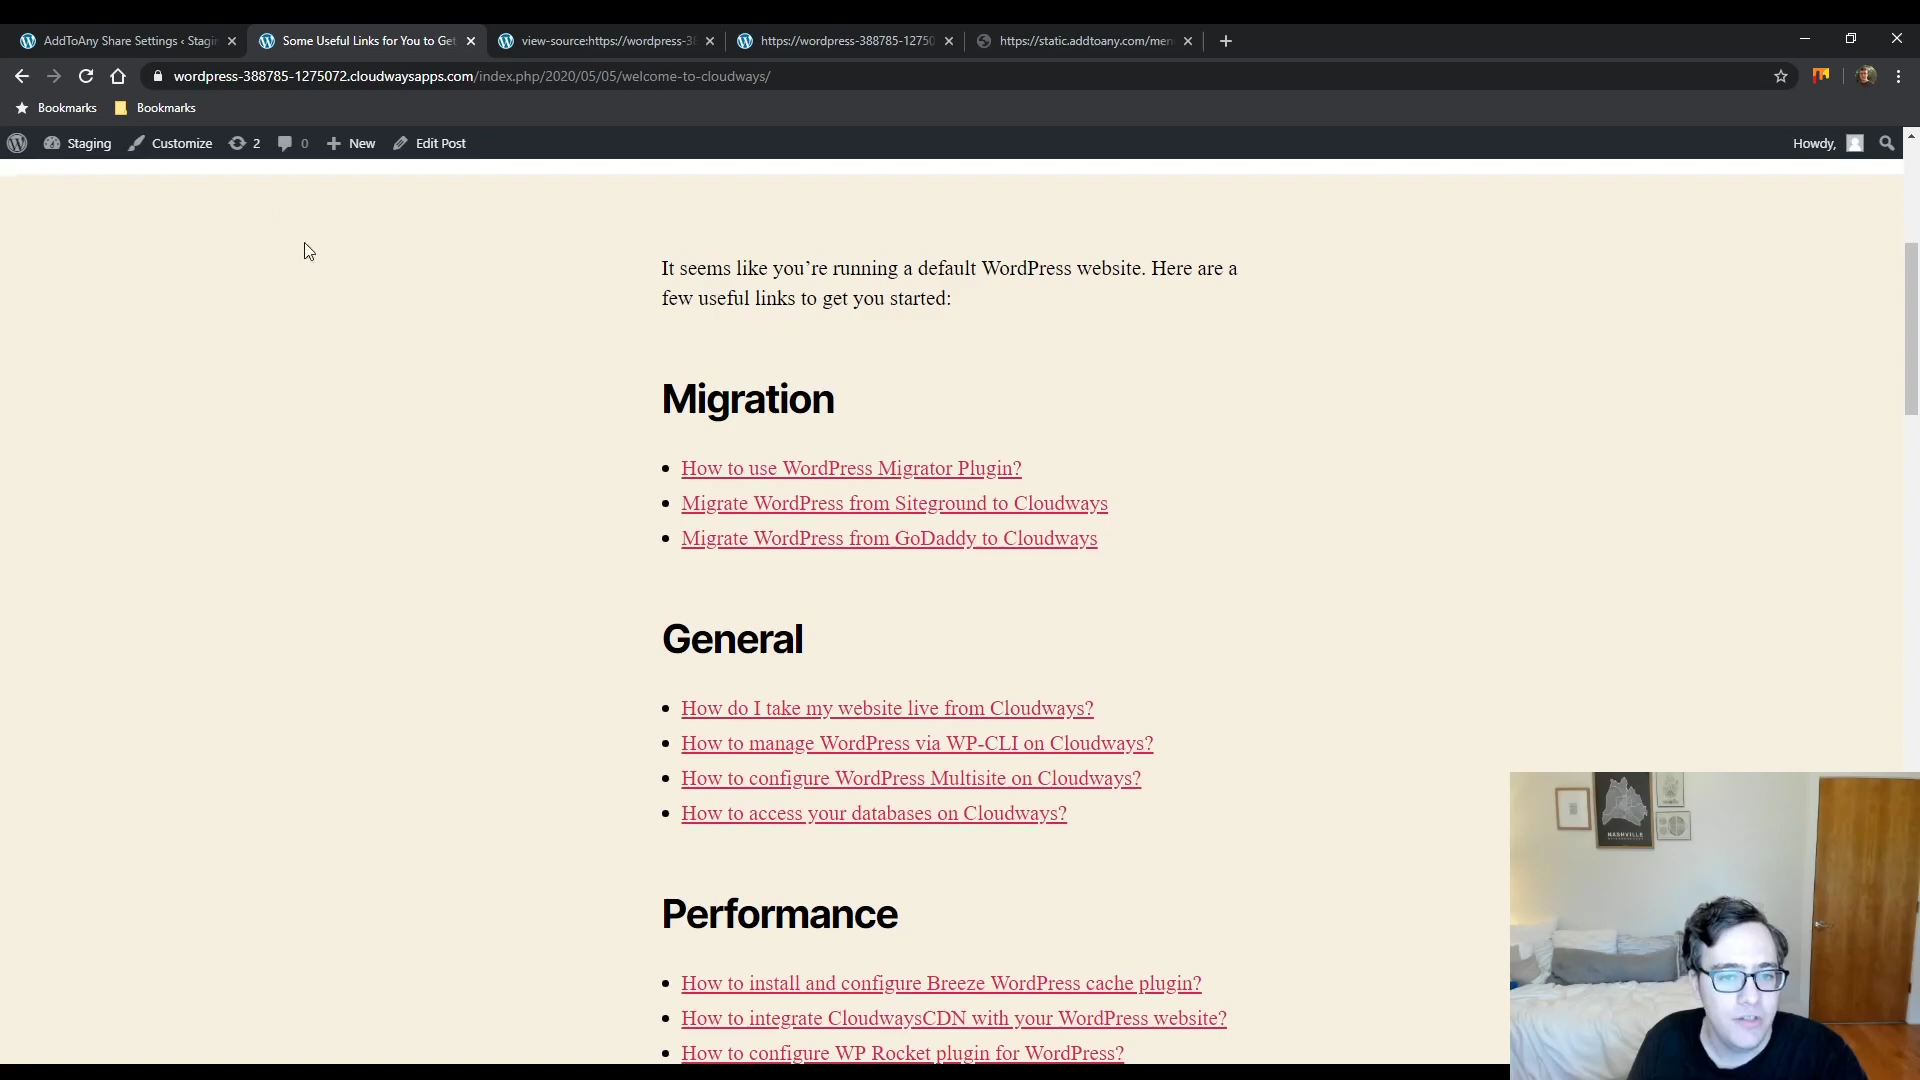 AddToAny Share Settings ‹ Stagin
Some Useful Links for You to Get
view-source:https://wordpress-38
https://wordpress-388785-12750
https://static.addtoany.com/men
wordpress-388785-1275072.cloudwaysapps.com/index.php/2020/05/05/welcome-to-cloudways/
Bookmarks
Bookmarks
Staging
Customize
2
0
New
Edit Post
Howdy,
It seems like you’re running a default WordPress website. Here are a
few useful links to get you started:
Migration
How to use WordPress Migrator Plugin?
Migrate WordPress from Siteground to Cloudways
Migrate WordPress from GoDaddy to Cloudways
General
How do I take my website live from Cloudways?
How to manage WordPress via WP-CLI on Cloudways?
How to configure WordPress Multisite on Cloudways?
How to access your databases on Cloudways?
Performance
How to install and configure Breeze WordPress cache plugin?
How to integrate CloudwaysCDN with your WordPress website?
How to configure WP Rocket plugin for WordPress?
NASHVILLE